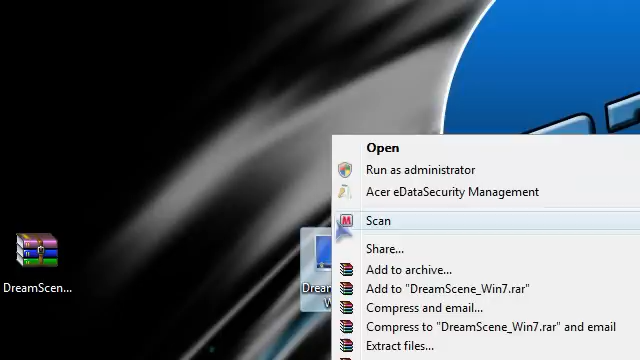 Open
Run as administrator
Acer eDataSecurity Management
Scan
Share...
Add to archive...
Add to "DreamScene_Win7.rar"
Compress and email...
Compress to "DreamScene_Win7.rar" and email
Extract files...
DreamScen...
Dream
W